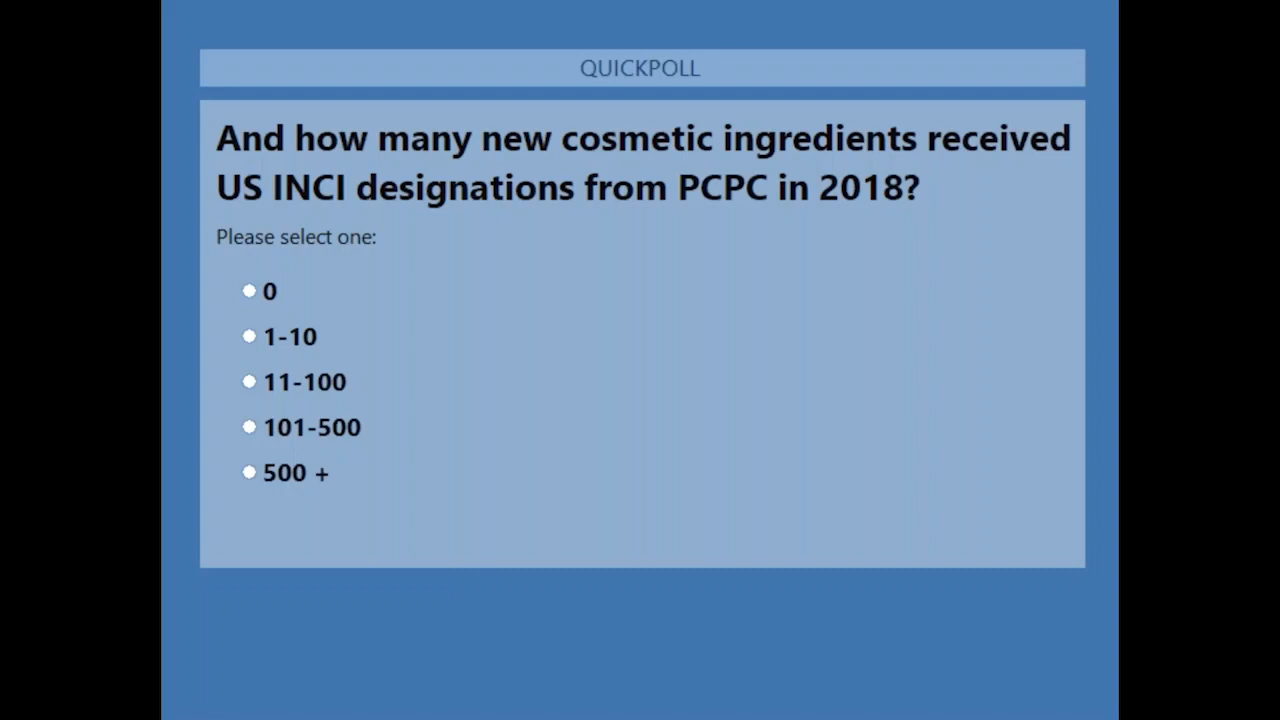 QUICKPOLL
And how many new cosmetic ingredients received
US INCI designations from PCPC in 2018?
Please select one:
0
1-10
11-100
101-500
500 +